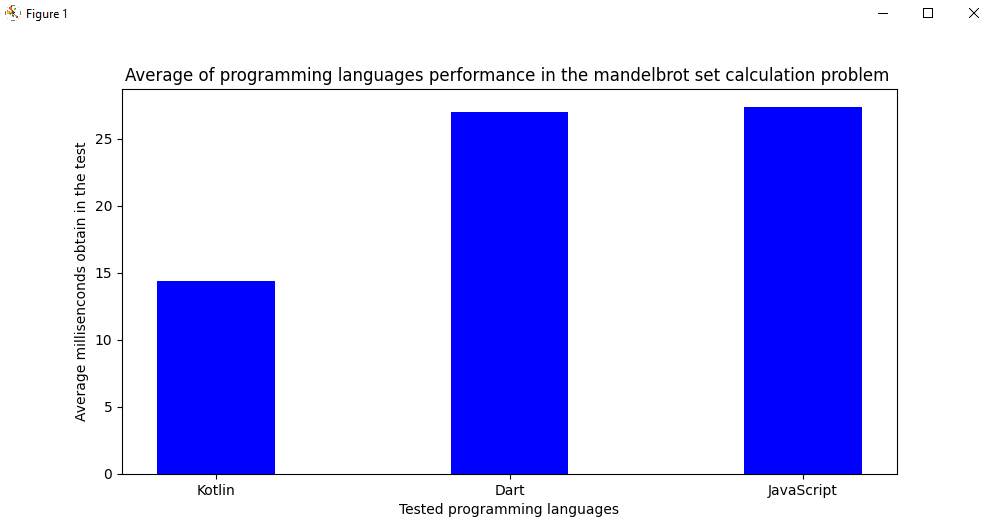 Figure 1
Average of programming languages performance in the mandelbrot set calculation problem
Average millisenconds obtain in the test
25
20
15
10
5
0
Kotlin Dart JavaScript
Tested programming languages